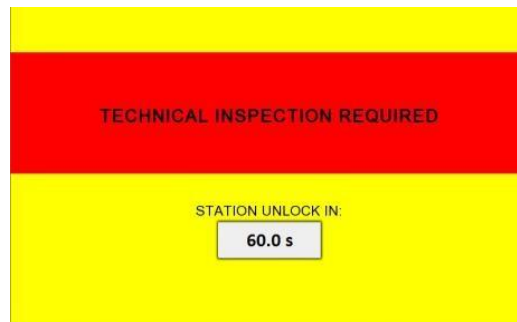 TECHNICAL INSPECTION REQUIRED
STATION UNLOCK IN:
60.0 s